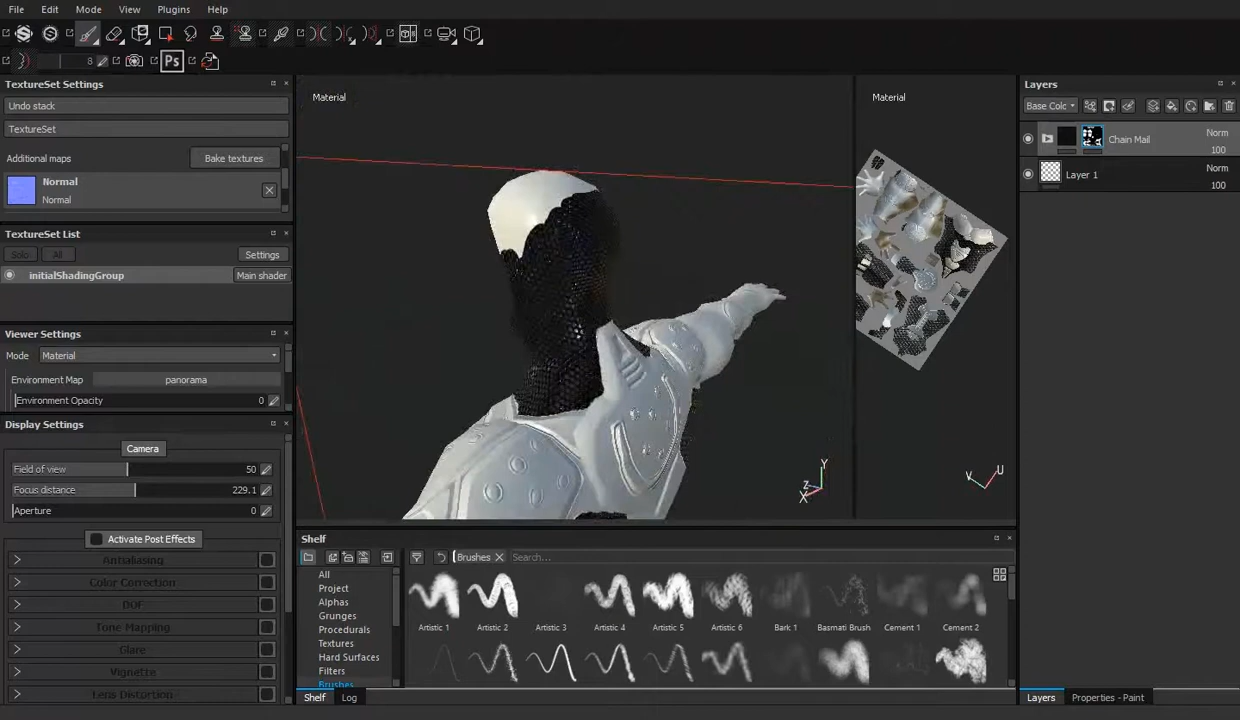 File Edit Mode View Plugins Help
8 Ps
TextureSet Settings
Undo stack
TextureSet
Additional maps Bake textures
Normal
Normal
TextureSet List
Solo All Settings
initialShadingGroup Main shader
Viewer Settings
Mode Material
Environment Map panorama
Environment Opacity 0
Display Settings
Camera
Field of view 50
Focus distance 229.1
Aperture 0
Activate Post Effects
Antialiasing
Color Correction
DOF
Tone Mapping
Glare
Vignette
Lens Distortion
Material
Y
Z
X
Material
V U
Shelf
Brushes Search...
All
Project
Alphas
Grunges
Procedurals
Textures
Hard Surfaces
Filters
Brushes
Artistic 1 Artistic 2 Artistic 3 Artistic 4 Artistic 5 Artistic 6 Bark 1 Basmati Brush Cement 1 Cement 2
Shelf Log
Layers
Base Colc
Chain Mail Norm
100
Layer 1 Norm
100
Layers Properties - Paint